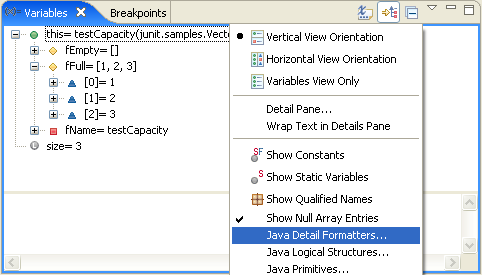 Variables
Breakpoints
this= testCapacity(junit.samples.Vecto
fEmpty= []
fFull= [1, 2, 3]
[0]= 1
[1]= 2
[2]= 3
fName= testCapacity
size= 3
Vertical View Orientation
Horizontal View Orientation
Variables View Only
Detail Pane...
Wrap Text in Details Pane
Show Constants
Show Static Variables
Show Qualified Names
Show Null Array Entries
Java Detail Formatters...
Java Logical Structures...
Java Primitives...